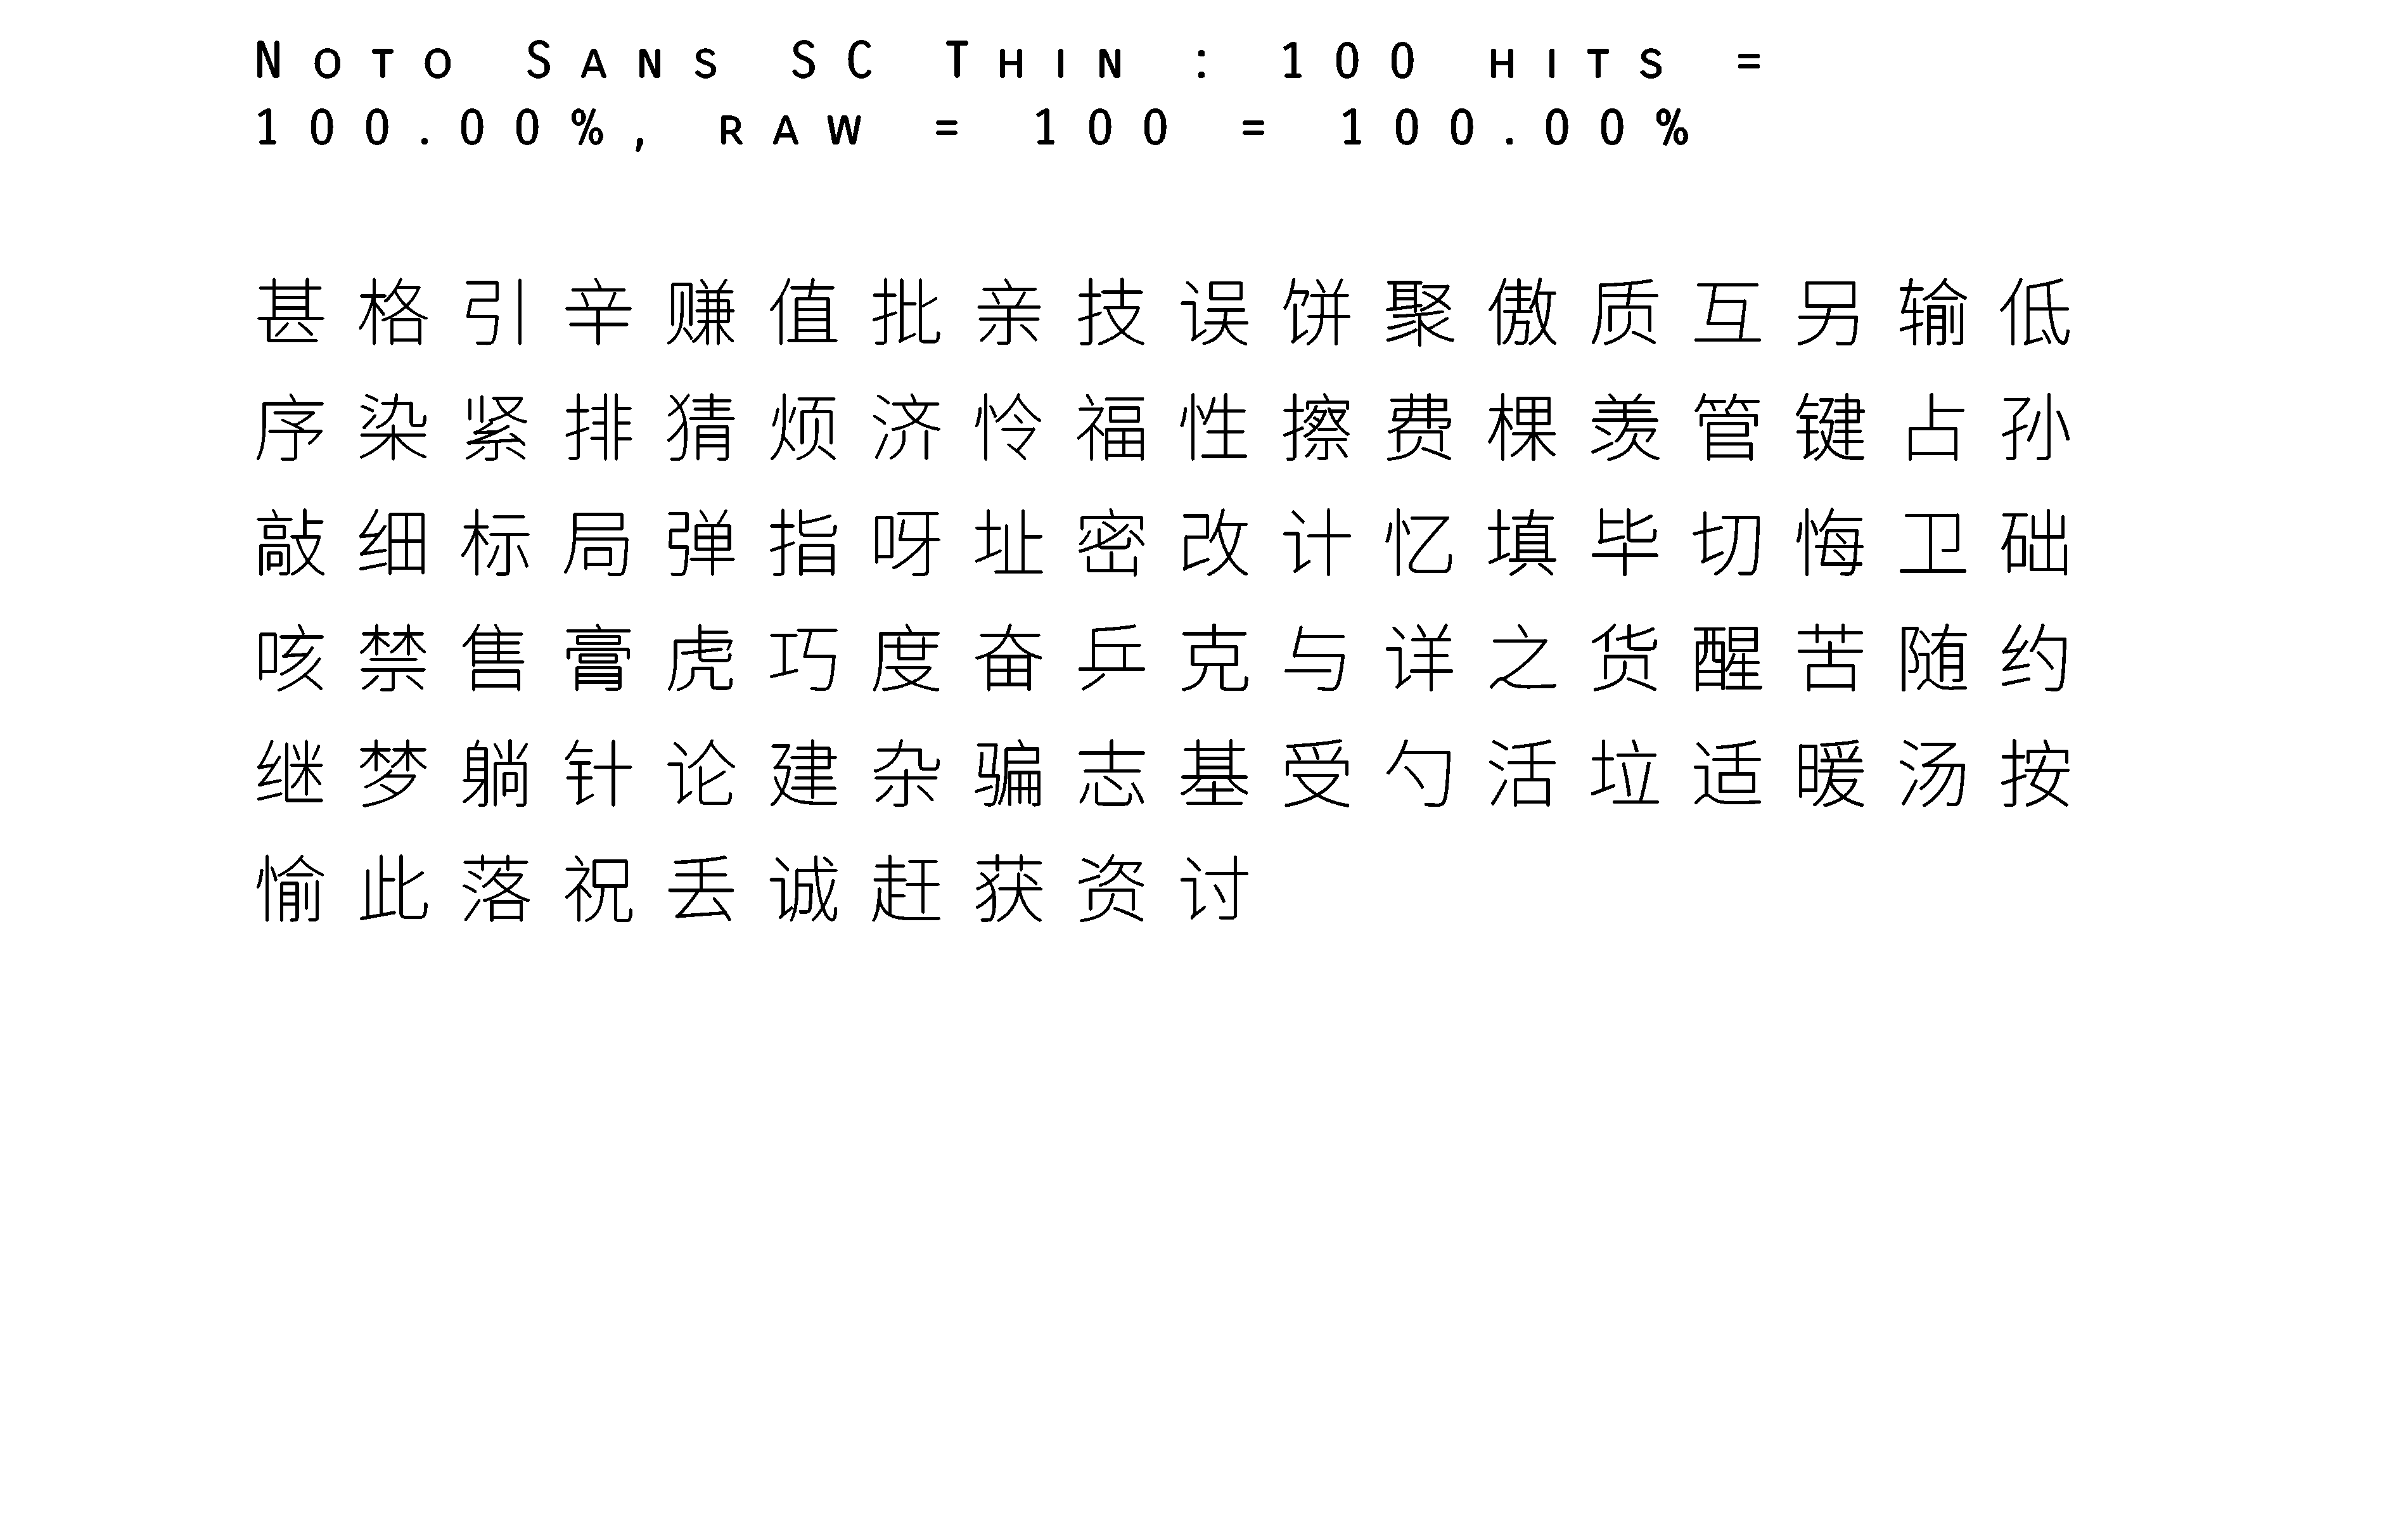 Noto Sans SC Thin : 100 hits =
100.00%, raw = 100 = 100.00%
甚格引辛赚值批亲技误饼聚傲质互另输低
序染紧排猜烦济怜福性擦费棵羡管键占孙
敲细标局弹指呀址密改计忆填毕切悔卫础
咳禁售膏虎巧度奋乒克与详之货醒苦随约
继梦躺针论建杂骗志基受勺活垃适暖汤按
愉此落祝丢诚赶获资讨